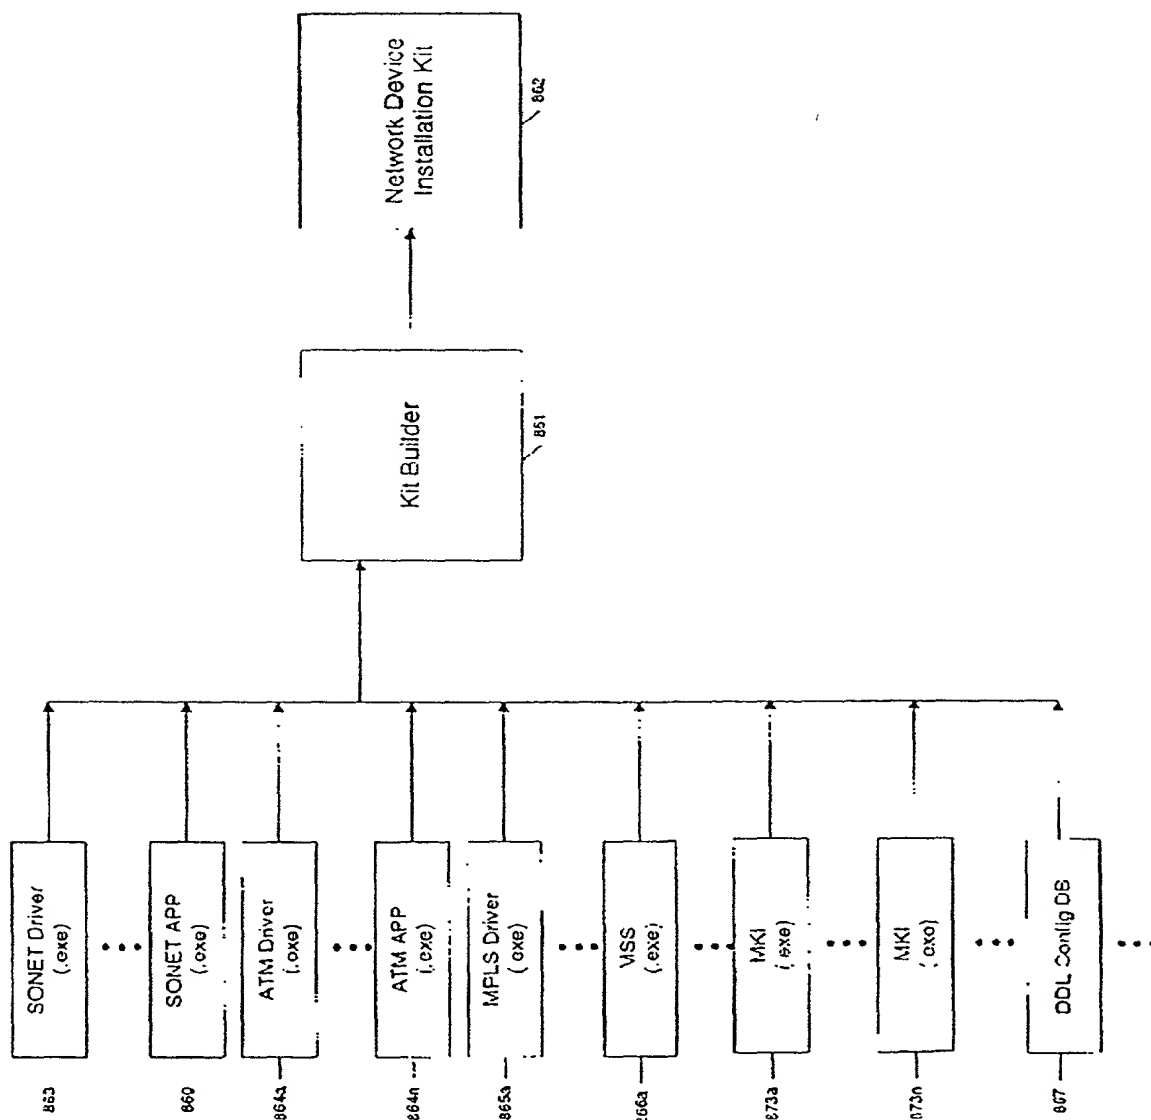 863
SONET Driver
(.exe)
860
SONET APP
(.exe)
864a
ATM Driver
(.exe)
864n
ATM APP
(.exe)
865a
MPLS Driver
(.exe)
866a
(.exe)
873a
MKI
(.exe)
873n
MKI
(.exe)
867
DDL Config DB
Kit Builder
861
Network Device
Installation Kit
862